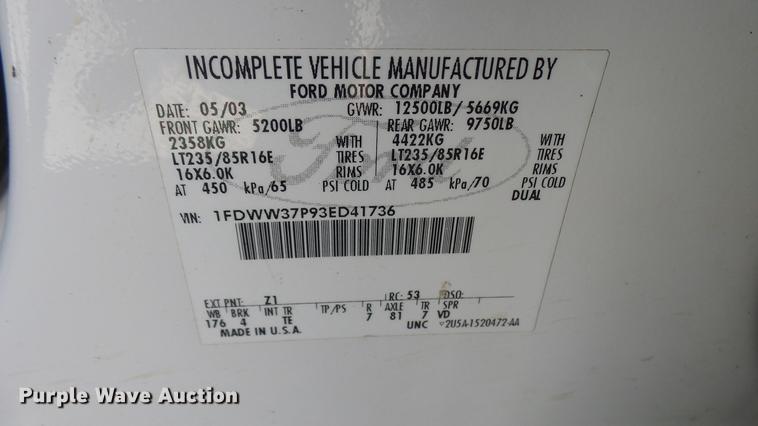 INCOMPLETE VEHICLE MANUFACTURED BY
FORD MOTOR COMPANY
DATE: 05/03 GVWR: 12500LB/ 5669KG
FRONT GAWR: 5200LB REAR GAWR: 9750LB
2358KG WITH 4422KG WITH
LT235/85R16E TIRES LT235/85R16E TIRES
16X6.0K RIMS 16X6.0K RIMS
AT 450 kPa/65 PSI COLD AT 485 kPa/70 PSI COLD
DUAL
Ford
VIN: 1FDWW37P93ED41736
EXT PNT: Z1 RC: 53 DSO:
WB BRK INT TR TP/PS R AXLE TR SPR
176 4 TE 7 81 7 VD
MADE IN U.S.A. UNC 2U5A-1520472-AA
Purple Wave Auction